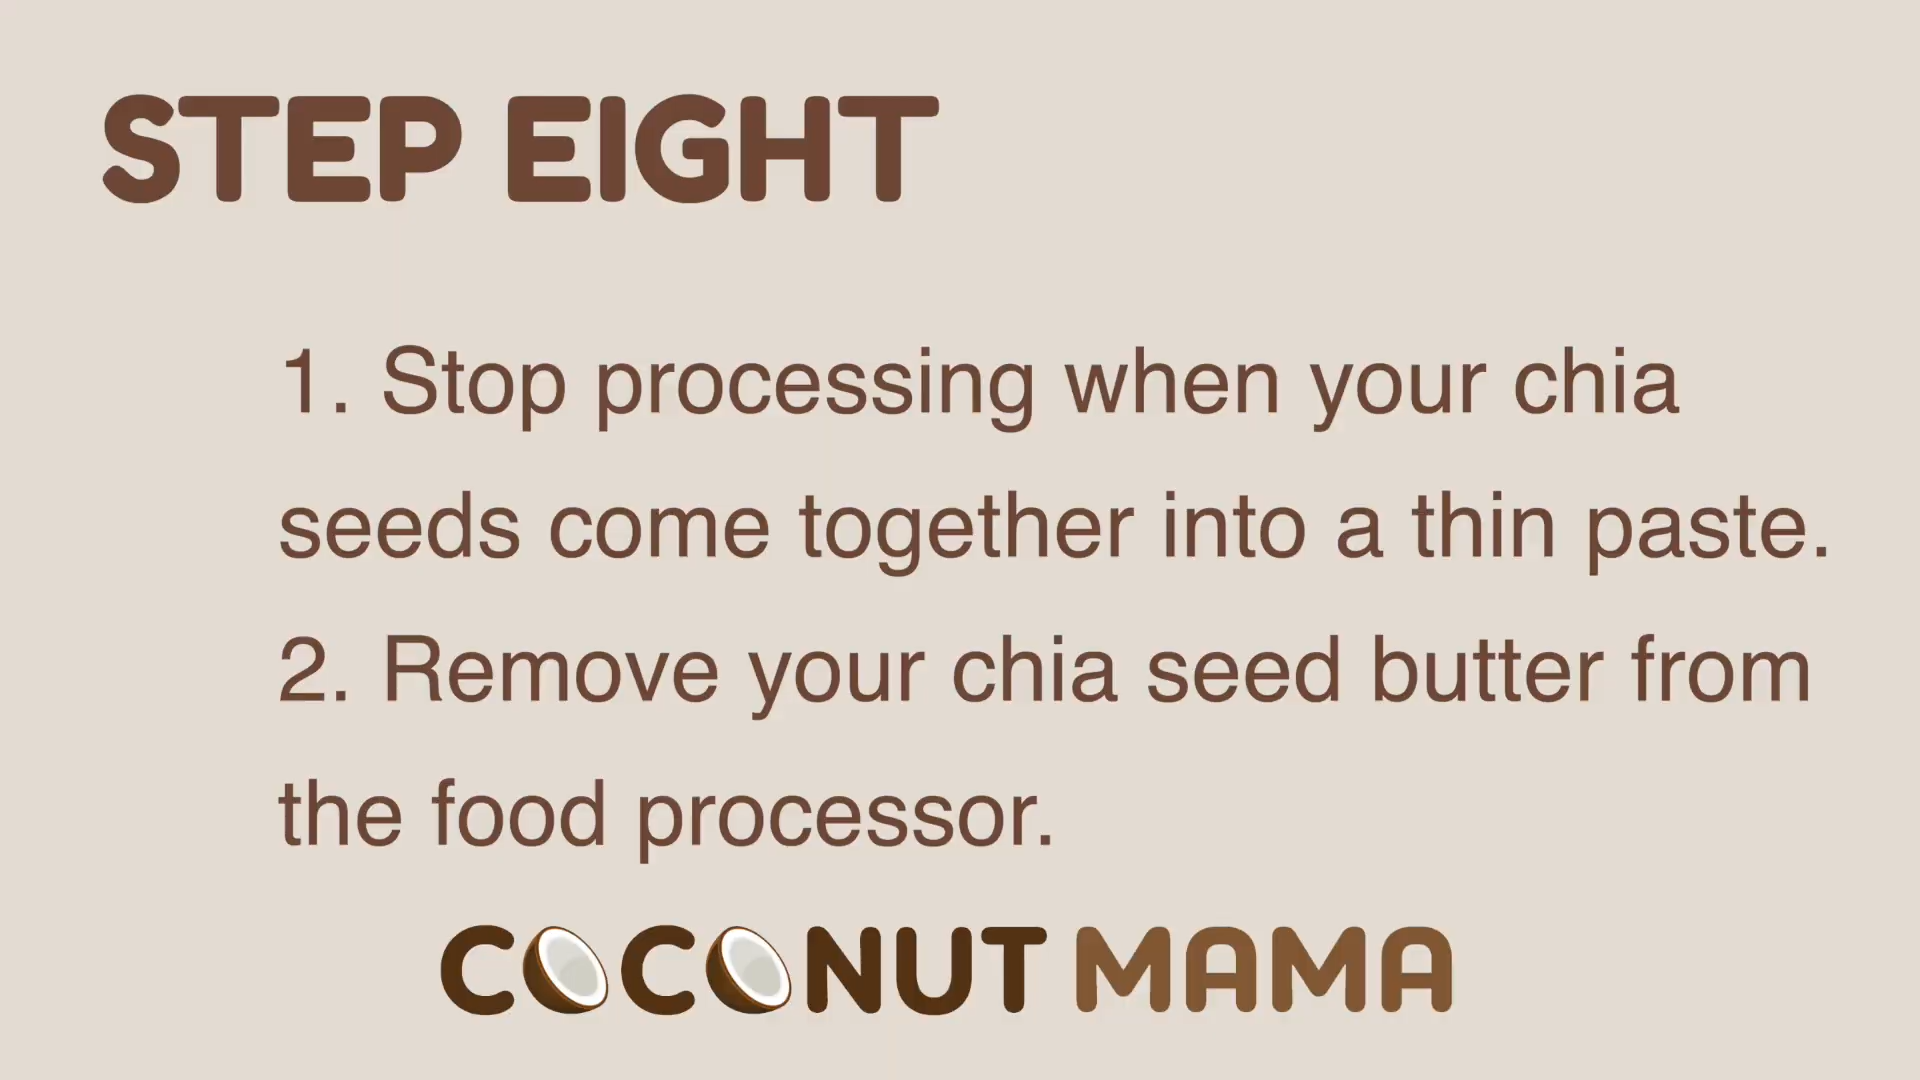 STEP EIGHT
1. Stop processing when your chia
seeds come together into a thin paste.
2. Remove your chia seed butter from
the food processor.
COCONUT MAMA